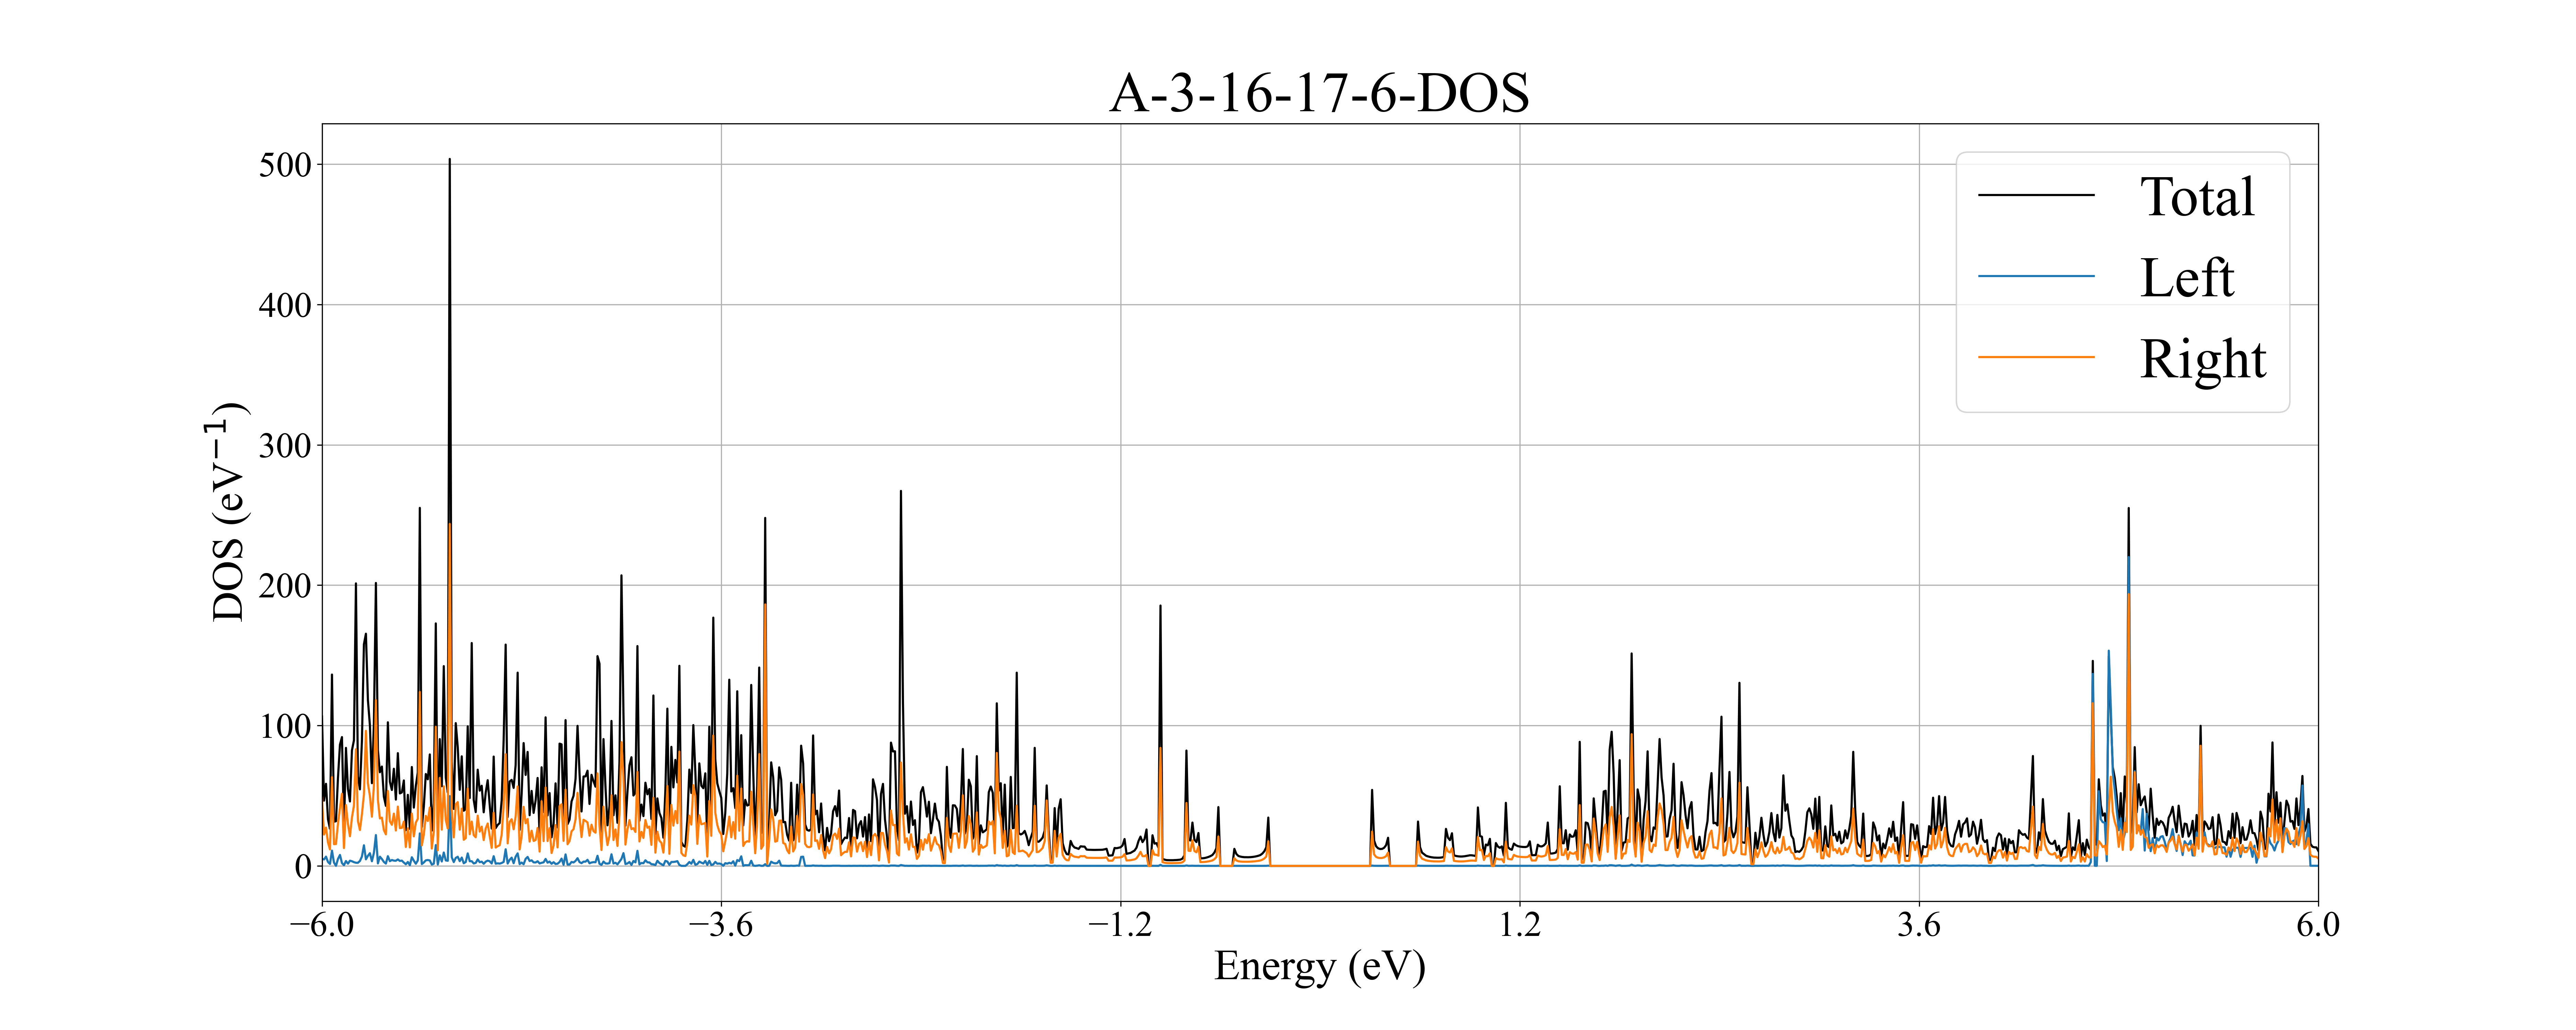 A-3-16-17-6-DOS
500
400
300
200
100
0
DOS (eV⁻¹)
Total
Left
Right
−6.0 −3.6 −1.2 1.2 3.6 6.0
Energy (eV)